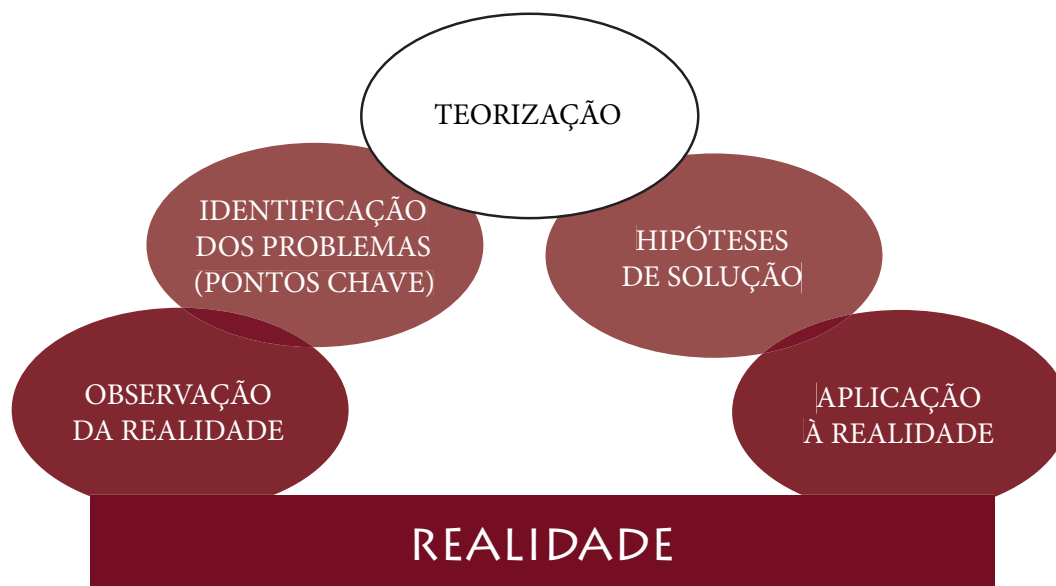 TEORIZAÇÃO
IDENTIFICAÇÃO
DOS PROBLEMAS
(PONTOS CHAVE)
HIPÓTESES
DE SOLUÇÃO
OBSERVAÇÃO
DA REALIDADE
APLICAÇÃO
À REALIDADE
REALIDADE